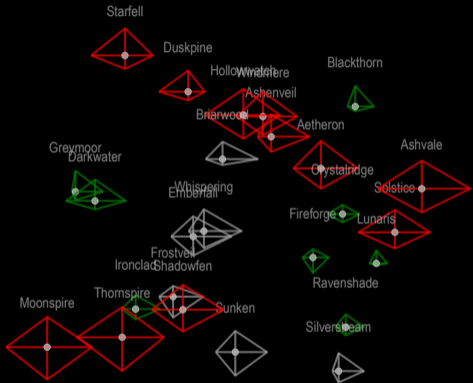 Starfell
Duskpine
Blackthorn
Hollowwatch
Windmere
Ashenveil
Briarwood
Aetheron
Ashvale
Greymoor
Darkwater
Crystalridge
Solstice
Whispering
Emberfall
Fireforge
Lunaris
Frostveil
Ironclad
Shadowfen
Ravenshade
Thornspire
Moonspire
Sunken
Silverstream